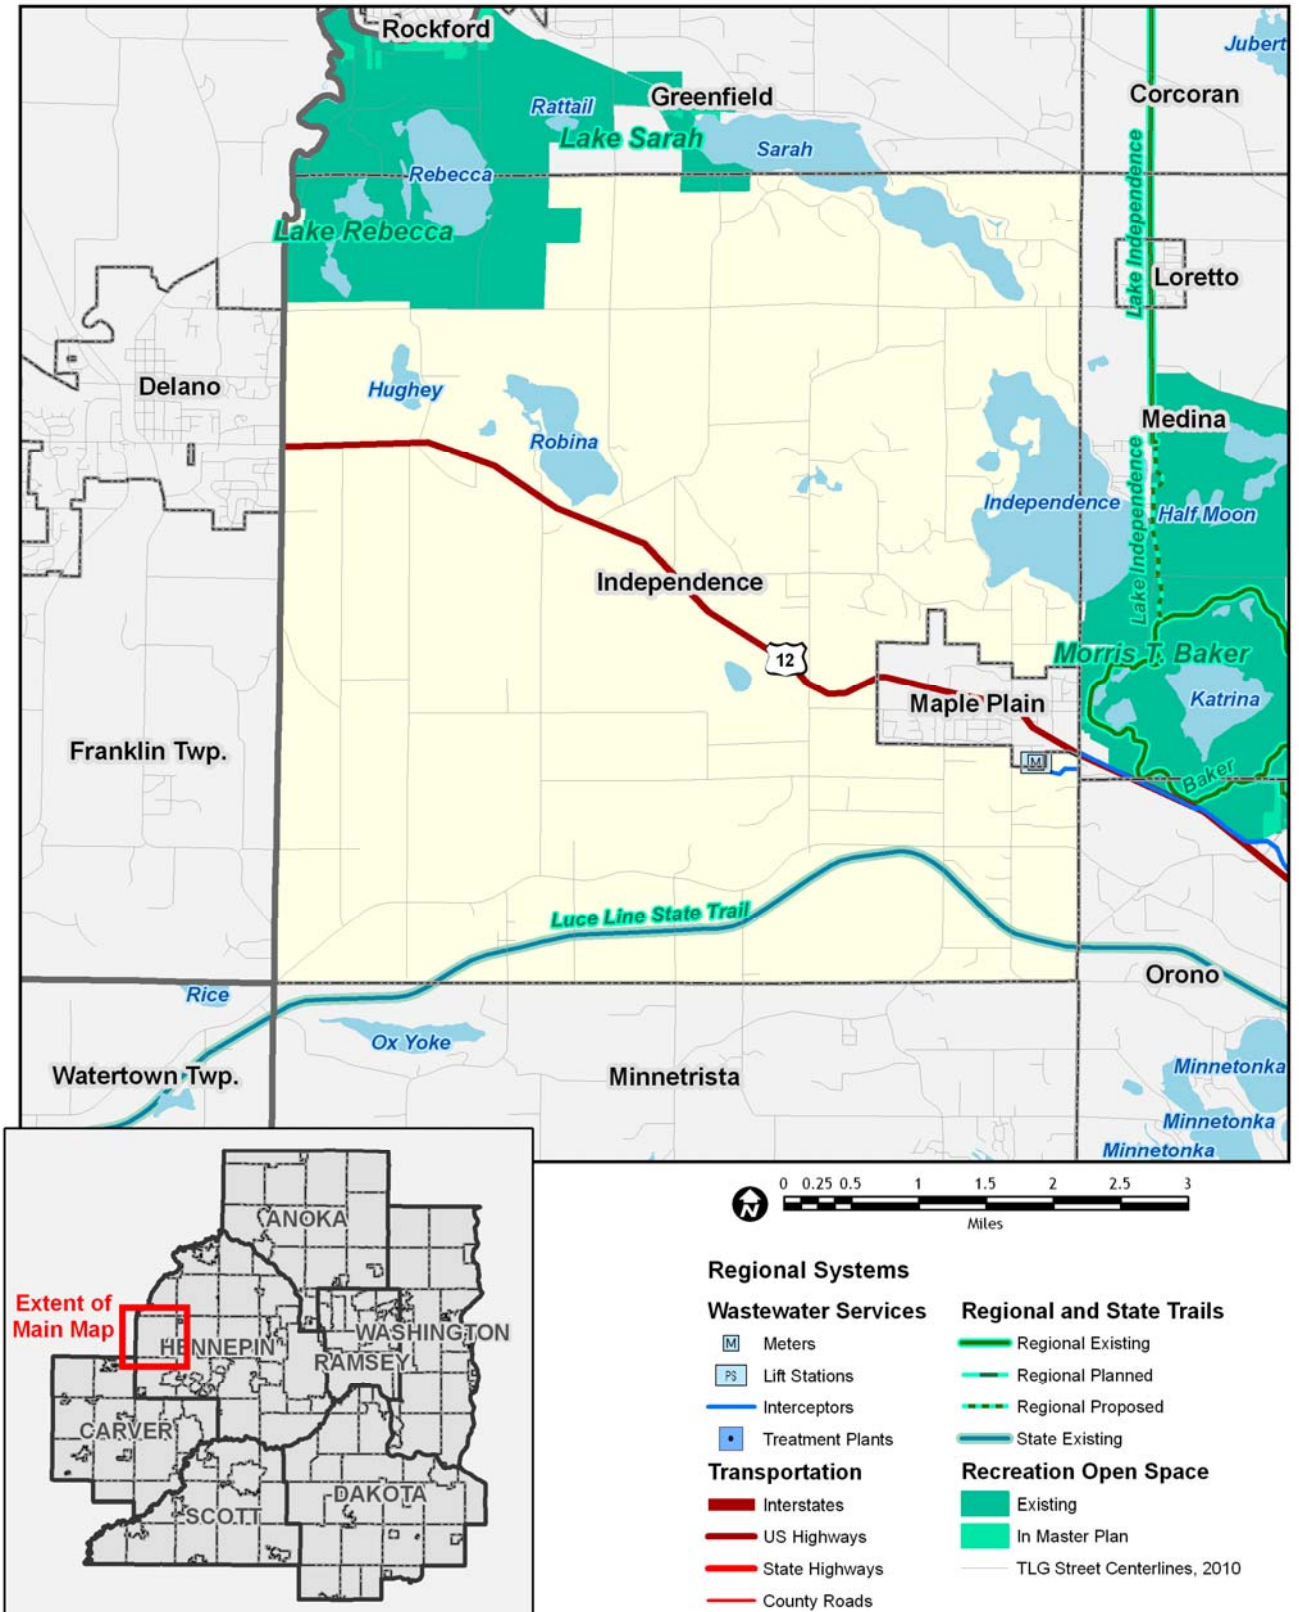 Rockford
Greenfield
Corcoran
Jubert
Rattail
Lake Sarah
Sarah
Rebecca
Lake Rebecca
Lake Independence
Loretto
Delano
Hughey
Robina
Medina
Independence
Half Moon
Lake Independence
Independence
12
Morris T. Baker
Katrina
Maple Plain
M
Baker
Franklin Twp.
Luce Line State Trail
Orono
Rice
Ox Yoke
Watertown Twp.
Minnetrista
Minnetonka
Minnetonka
Minnetonka
Extent of
Main Map
ANOKA
HENNEPIN
WASHINGTON
RAMSEY
CARVER
SCOTT
DAKOTA
N
0 0.25 0.5 1 1.5 2 2.5 3
Miles
Regional Systems
Wastewater Services
M Meters
PS Lift Stations
Interceptors
Treatment Plants
Transportation
Interstates
US Highways
State Highways
County Roads
Regional and State Trails
Regional Existing
Regional Planned
Regional Proposed
State Existing
Recreation Open Space
Existing
In Master Plan
TLG Street Centerlines, 2010